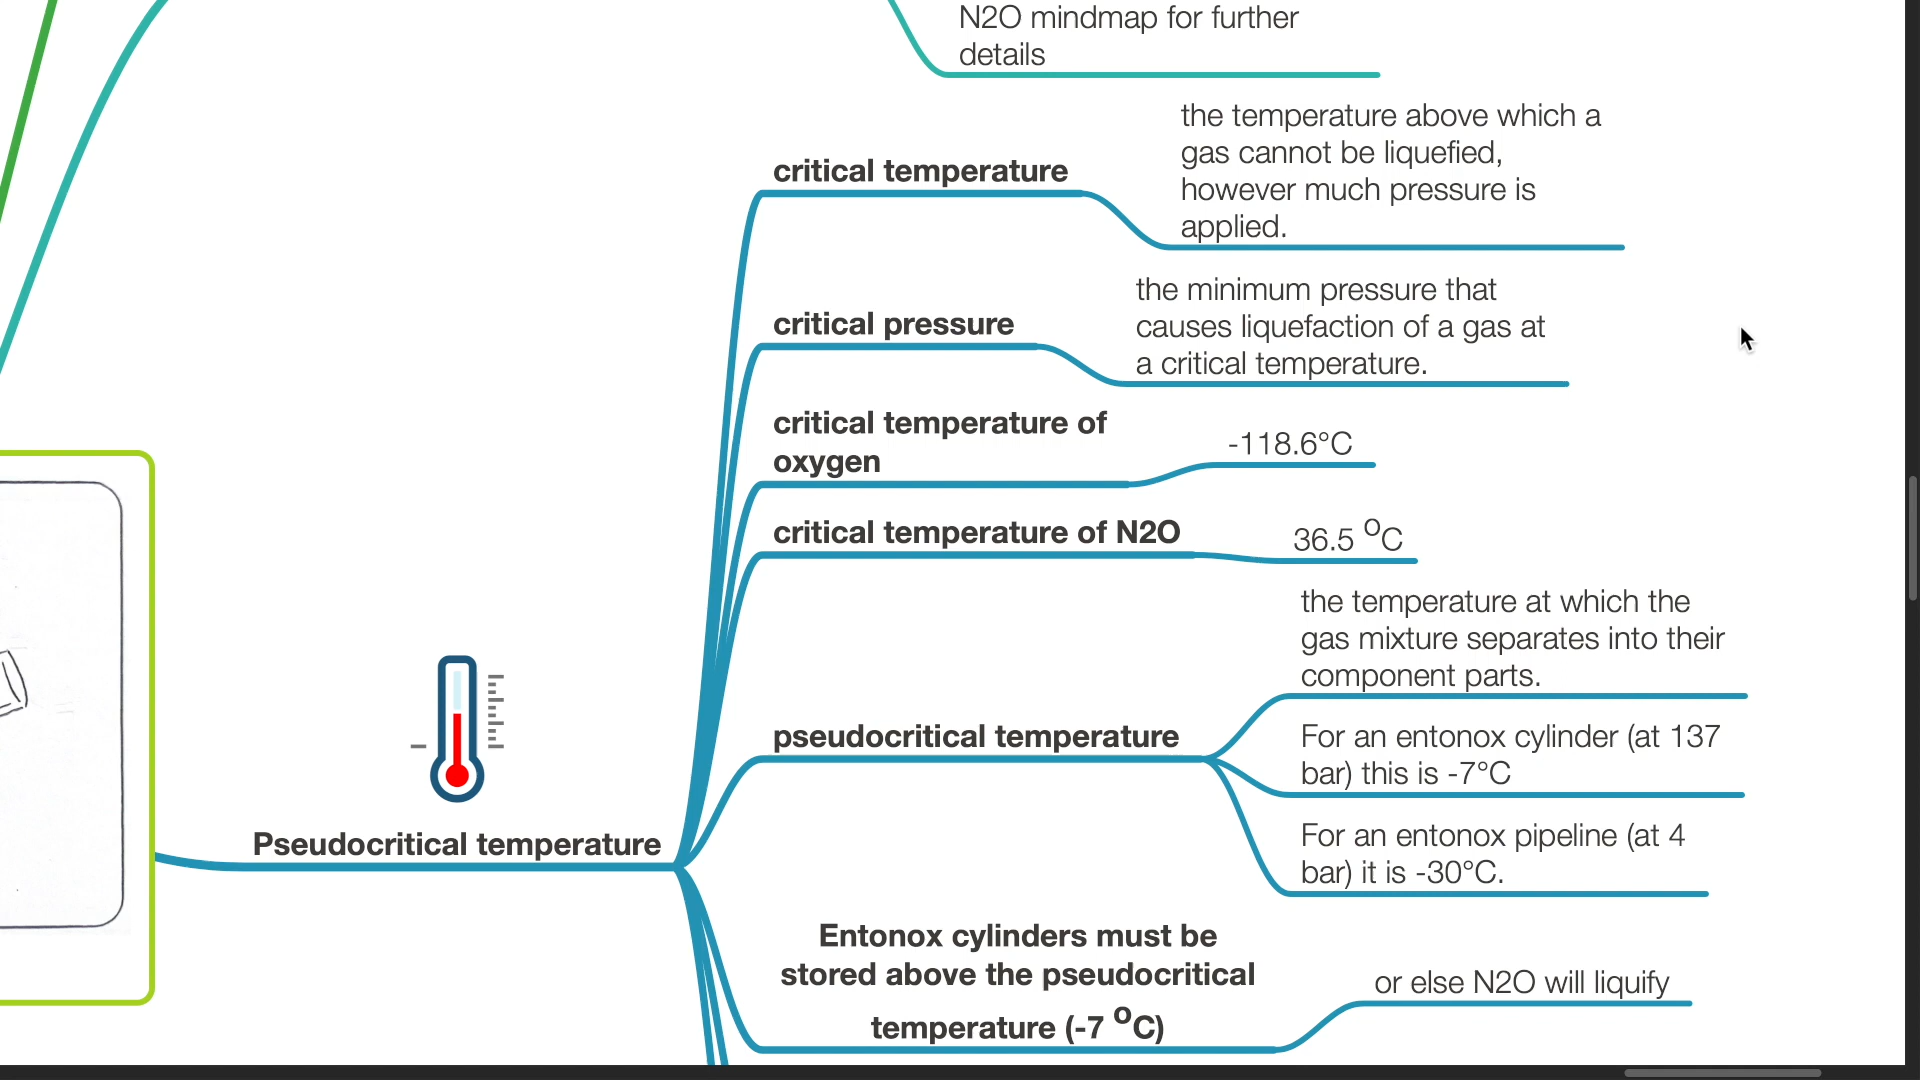 N2O mindmap for further
details
critical temperature
the temperature above which a
gas cannot be liquefied,
however much pressure is
applied.
critical pressure
the minimum pressure that
causes liquefaction of a gas at
a critical temperature.
critical temperature of
oxygen
-118.6°C
critical temperature of N2O
36.5 °C
Pseudocritical temperature
pseudocritical temperature
the temperature at which the
gas mixture separates into their
component parts.
For an entonox cylinder (at 137
bar) this is -7°C
For an entonox pipeline (at 4
bar) it is -30°C.
Entonox cylinders must be
stored above the pseudocritical
temperature (-7 °C)
or else N2O will liquify